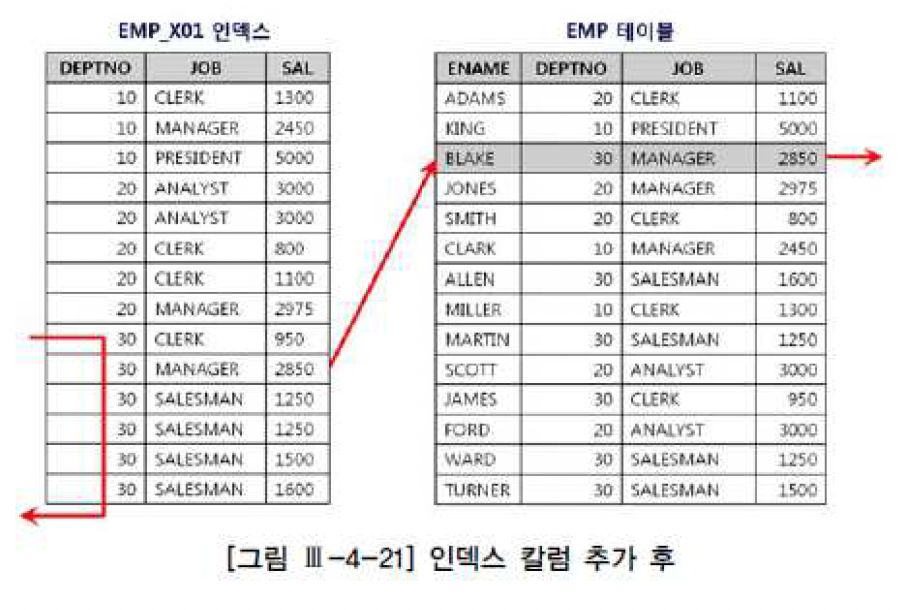 EMP_X01 인덱스
DEPTNO JOB SAL
10 CLERK 1300
10 MANAGER 2450
10 PRESIDENT 5000
20 ANALYST 3000
20 ANALYST 3000
20 CLERK 800
20 CLERK 1100
20 MANAGER 2975
30 CLERK 950
30 MANAGER 2850
30 SALESMAN 1250
30 SALESMAN 1250
30 SALESMAN 1500
30 SALESMAN 1600
EMP 테이블
ENAME DEPTNO JOB SAL
ADAMS 20 CLERK 1100
KING 10 PRESIDENT 5000
BLAKE 30 MANAGER 2850
JONES 20 MANAGER 2975
SMITH 20 CLERK 800
CLARK 10 MANAGER 2450
ALLEN 30 SALESMAN 1600
MILLER 10 CLERK 1300
MARTIN 30 SALESMAN 1250
SCOTT 20 ANALYST 3000
JAMES 30 CLERK 950
FORD 20 ANALYST 3000
WARD 30 SALESMAN 1250
TURNER 30 SALESMAN 1500
[그림 Ⅲ-4-21] 인덱스 칼럼 추가 후